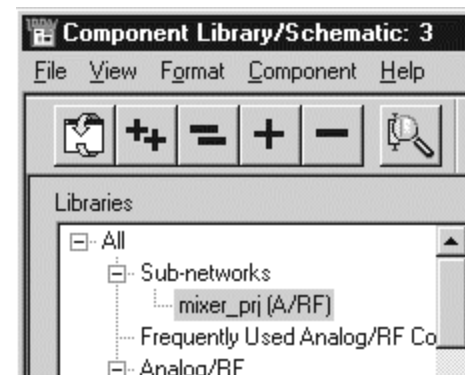 Component Library/Schematic: 3
File View Format Component Help
Libraries
All
Sub-networks
mixer_prj (A/RF)
Frequently Used Analog/RF Co
Analog/RF